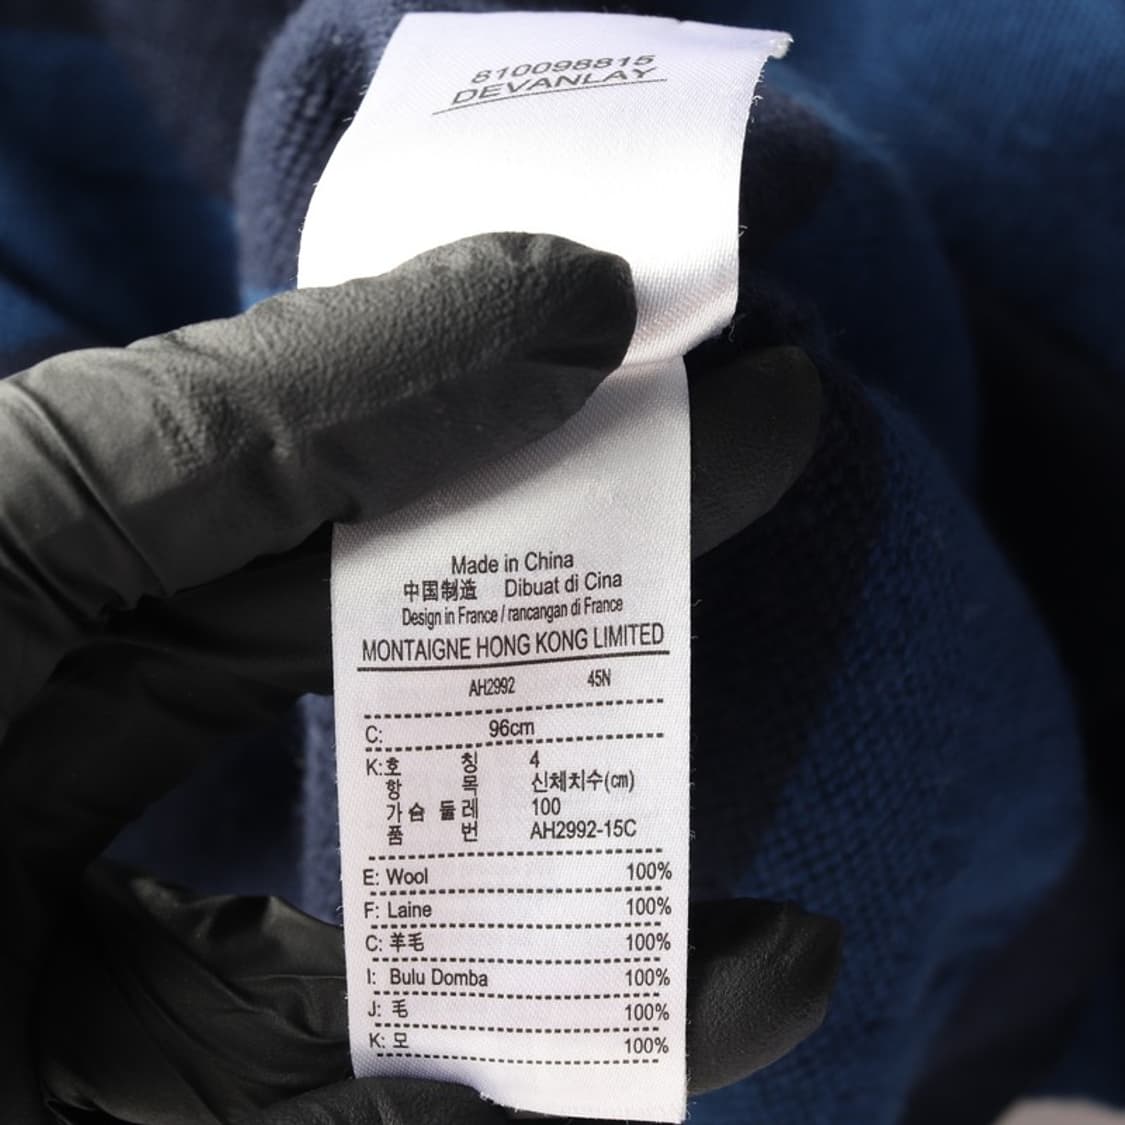 810098815
DEVANLAY
Made in China
中国制造 Dibuat di Cina
Design in France / rancangan di France
MONTAIGNE HONG KONG LIMITED
AH2992 45N
C: 96cm
K:호 칭 4
항 목 신체치수(cm)
가슴둘레 100
품 번 AH2992-15C
E: Wool 100%
F: Laine 100%
C: 羊毛 100%
I: Bulu Domba 100%
J: 毛 100%
K: 모 100%